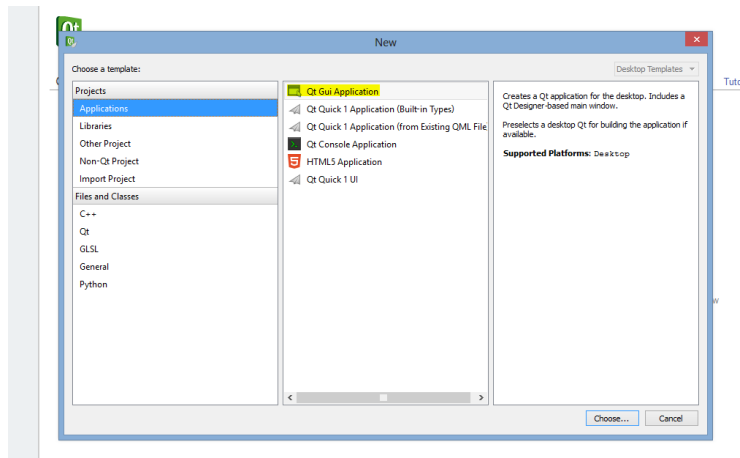 Qt
New
Choose a template:
Desktop Templates
Tuto
Projects
Applications
Libraries
Other Project
Non-Qt Project
Import Project
Files and Classes
C++
Qt
GLSL
General
Python
Qt Gui Application
Qt Quick 1 Application (Built-in Types)
Qt Quick 1 Application (from Existing QML File
Qt Console Application
HTML5 Application
Qt Quick 1 UI
Creates a Qt application for the desktop. Includes a
Qt Designer-based main window.
Preselects a desktop Qt for building the application if
available.
Supported Platforms: Desktop
w
Choose...
Cancel